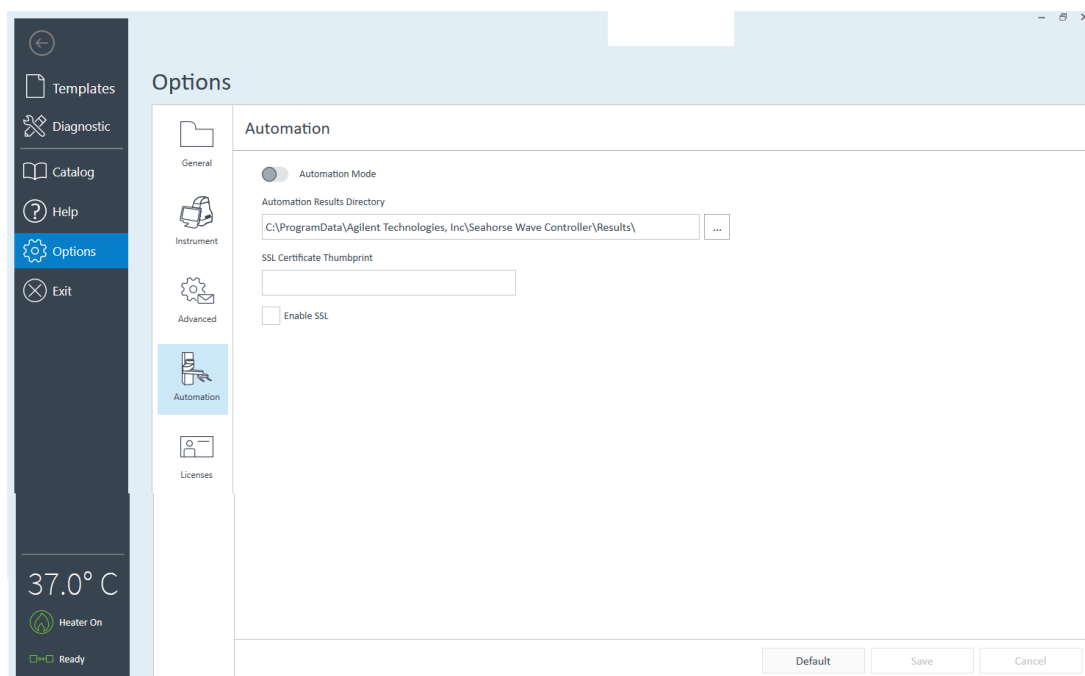 Templates
Diagnostic
Catalog
Help
Options
Exit
37.0° C
Heater On
Ready
Options
General
Instrument
Advanced
Automation
Licenses
Automation
Automation Mode
Automation Results Directory
C:\ProgramData\Agilent Technologies, Inc\Seahorse Wave Controller\Results\
...
SSL Certificate Thumbprint
Enable SSL
Default
Save
Cancel